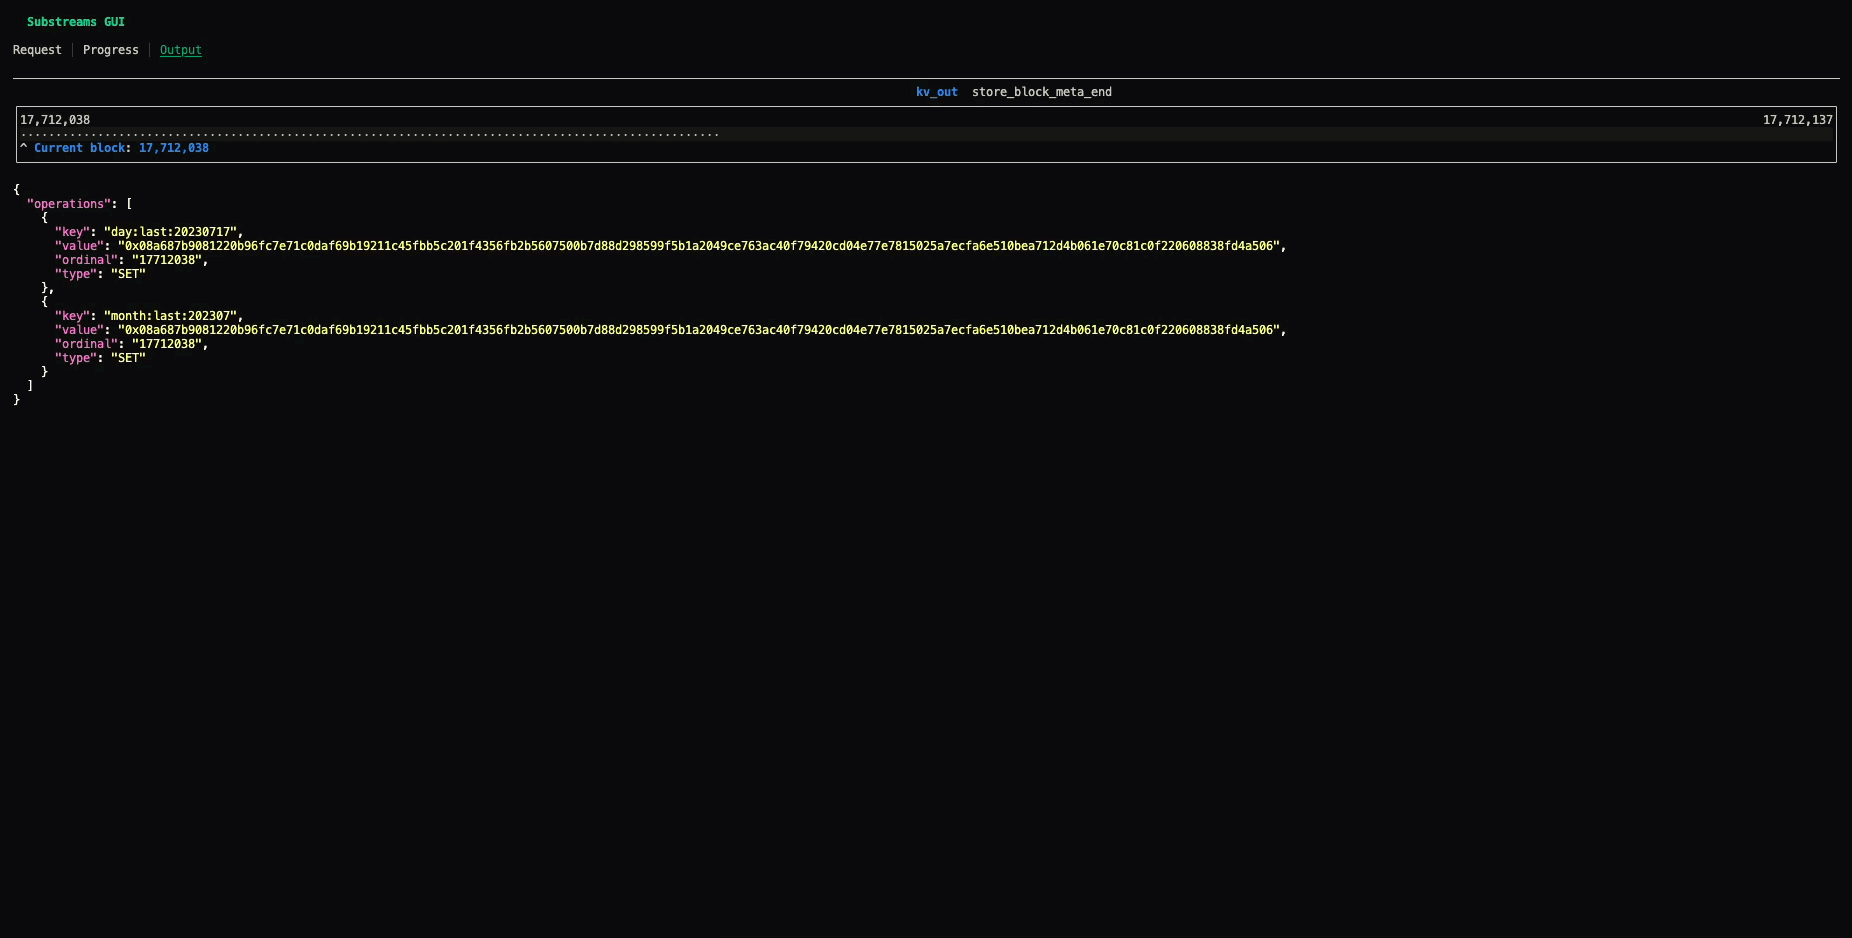 Substreams GUI
Request │ Progress │ Output
kv_out  store_block_meta_end
17,712,038  17,712,137
....................................................................................................
^ Current block: 17,712,038
{
  "operations": [
    {
      "key": "day:last:20230717",
      "value": "0x08a687b9081220b96fc7e71c0daf69b19211c45fbb5c201f4356fb2b5607500b7d88d298599f5b1a2049ce763ac40f79420cd04e77e7815025a7ecfa6e510bea712d4b061e70c81c0f220608838fd4a506",
      "ordinal": "17712038",
      "type": "SET"
    },
    {
      "key": "month:last:202307",
      "value": "0x08a687b9081220b96fc7e71c0daf69b19211c45fbb5c201f4356fb2b5607500b7d88d298599f5b1a2049ce763ac40f79420cd04e77e7815025a7ecfa6e510bea712d4b061e70c81c0f220608838fd4a506",
      "ordinal": "17712038",
      "type": "SET"
    }
  ]
}